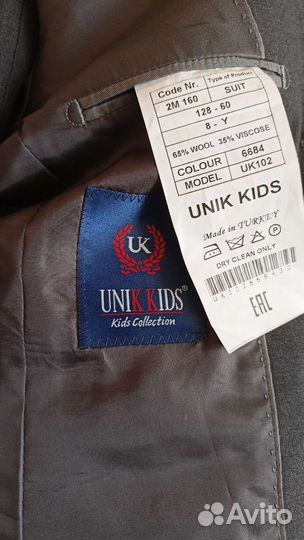 Code Nr. Type of Product
2M 160 SUIT
128 - 60
8 - Y
65% WOOL 35% VISCOSE
COLOUR 6684
MODEL UK102
UNIK KIDS
Made in TURKEY
DRY CLEAN ONLY
EAC
UK
UNIK KIDS®
Kids Collection
Avito